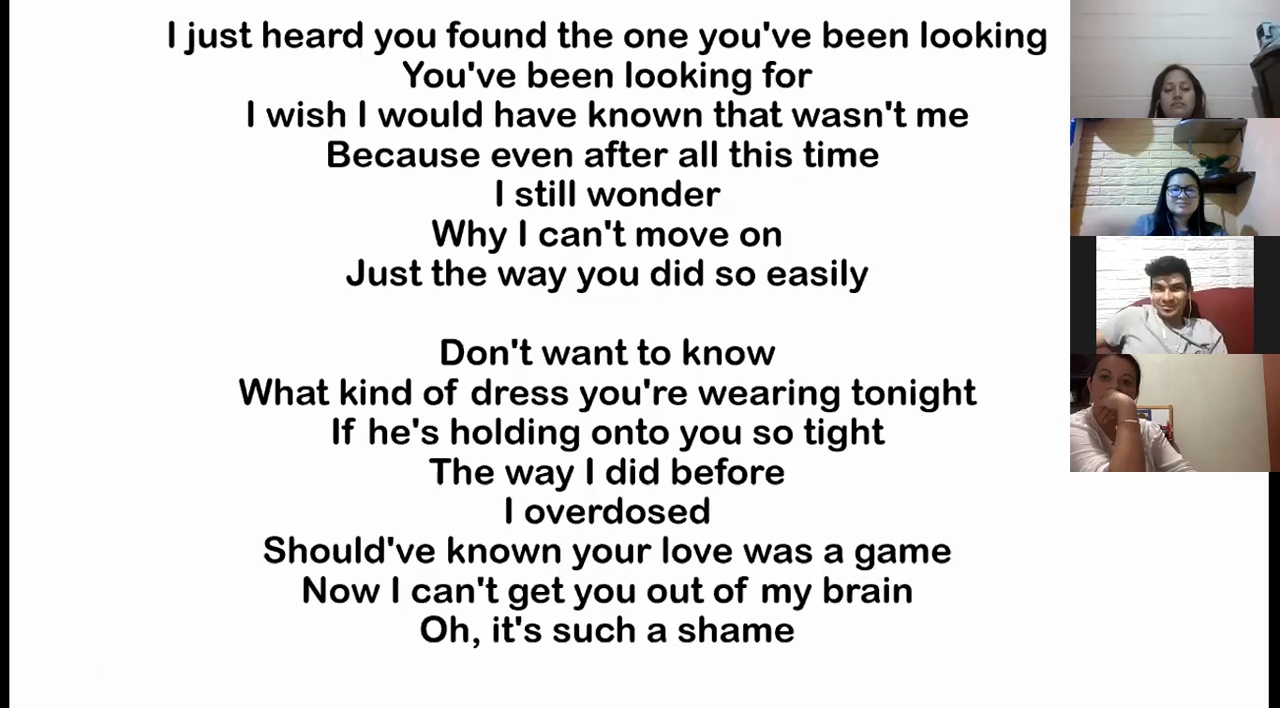 I just heard you found the one you've been looking
You've been looking for
I wish I would have known that wasn't me
Because even after all this time
I still wonder
Why I can't move on
Just the way you did so easily
Don't want to know
What kind of dress you're wearing tonight
If he's holding onto you so tight
The way I did before
I overdosed
Should've known your love was a game
Now I can't get you out of my brain
Oh, it's such a shame